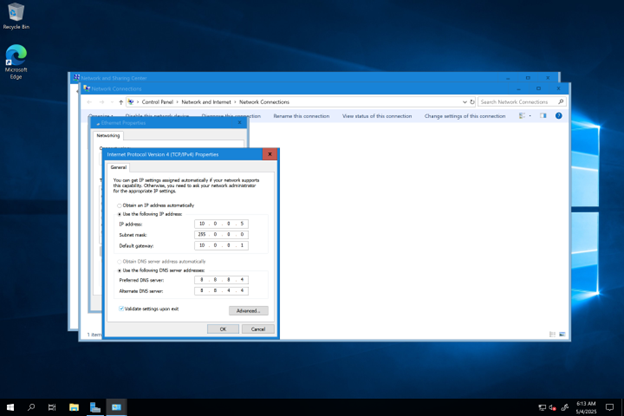 Recycle Bin
Microsoft
Edge
Network and Sharing Center
Network Connections
Control Panel > Network and Internet > Network Connections
Search Network Connections
Organize
Disable this network device
Diagnose this connection
Rename this connection
View status of this connection
Change settings of this connection
Ethernet Properties
Networking
Internet Protocol Version 4 (TCP/IPv4) Properties
General
You can get IP settings assigned automatically if your network supports
this capability. Otherwise, you need to ask your network administrator
for the appropriate IP settings.
Obtain an IP address automatically
Use the following IP address:
IP address: 10 . 0 . 0 . 5
Subnet mask: 255 . 0 . 0 . 0
Default gateway: 10 . 0 . 0 . 1
Obtain DNS server address automatically
Use the following DNS server addresses:
Preferred DNS server: 8 . 8 . 8 . 4
Alternate DNS server: 8 . 8 . 4 . 4
Validate settings upon exit
Advanced...
OK
Cancel
1 item
6:13 AM
5/4/2025